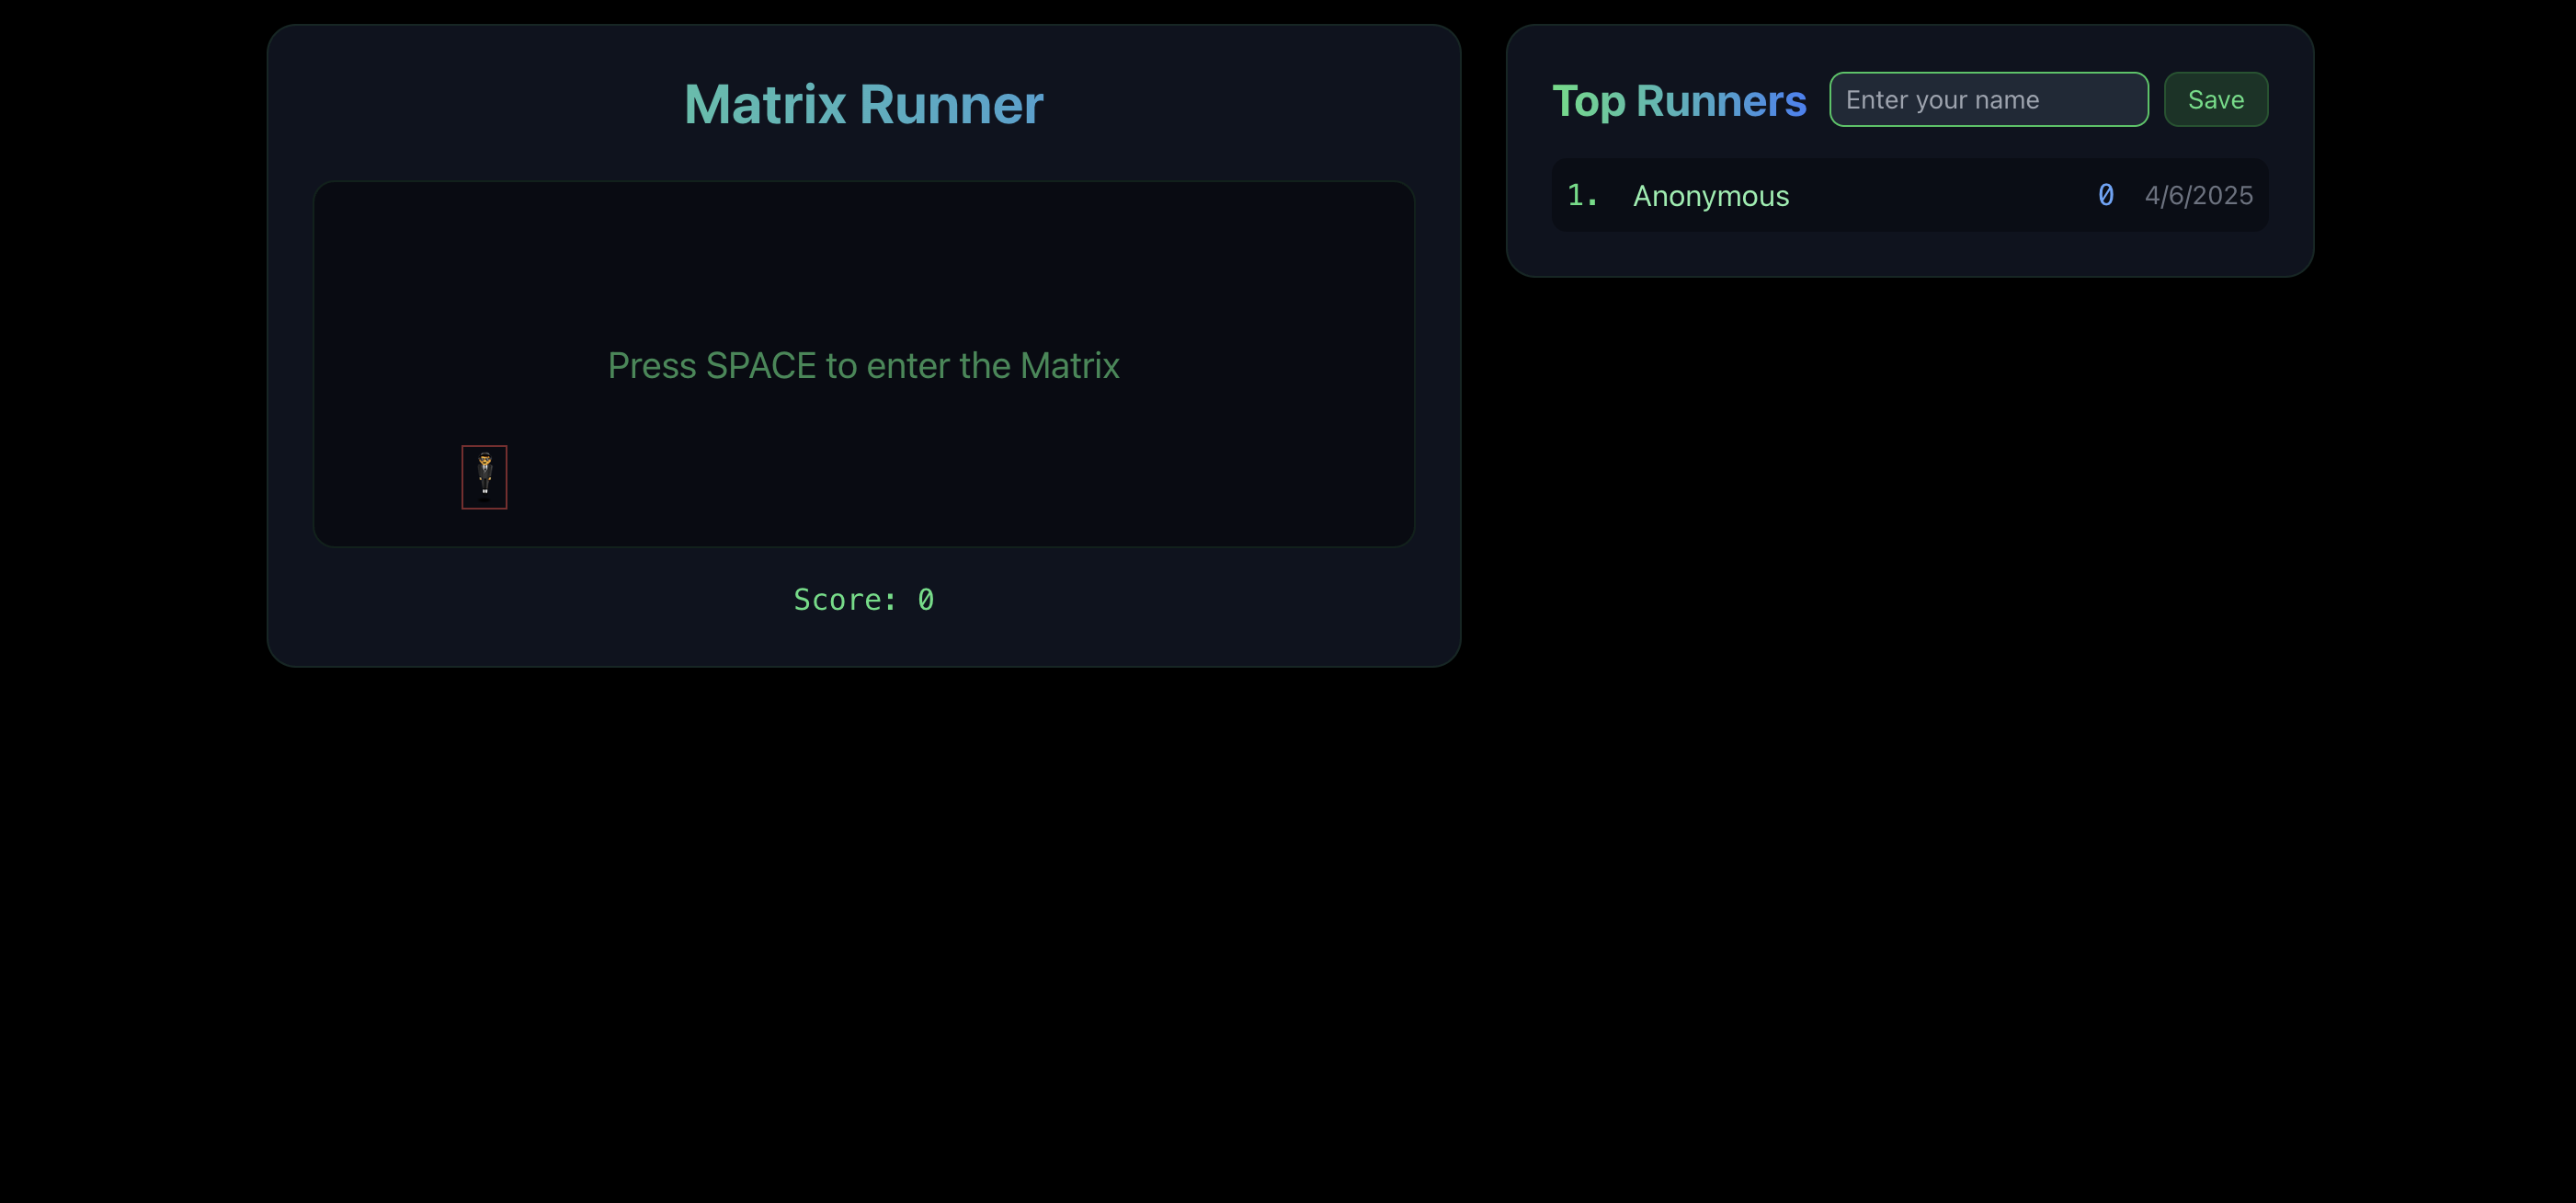 Matrix Runner
Press SPACE to enter the Matrix
Score: 0
Top Runners Enter your name Save
1. Anonymous 0 4/6/2025